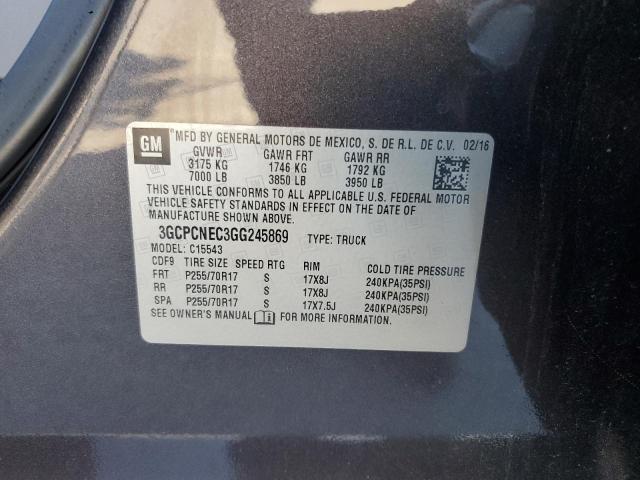 GM
MFD BY GENERAL MOTORS DE MEXICO, S. DE R.L. DE C.V. 02/16
GVWR GAWR FRT GAWR RR
3175 KG 1746 KG 1792 KG
7000 LB 3850 LB 3950 LB
THIS VEHICLE CONFORMS TO ALL APPLICABLE U.S. FEDERAL MOTOR
VEHICLE SAFETY STANDARDS IN EFFECT ON THE DATE OF
MANUFACTURE SHOWN ABOVE.
3GCPCNEC3GG245869 TYPE: TRUCK
MODEL: C15543
CDF9 TIRE SIZE SPEED RTG RIM COLD TIRE PRESSURE
FRT P255/70R17 S 17X8J 240KPA(35PSI)
RR P255/70R17 S 17X8J 240KPA(35PSI)
SPA P255/70R17 S 17X7.5J 240KPA(35PSI)
SEE OWNER'S MANUAL FOR MORE INFORMATION.